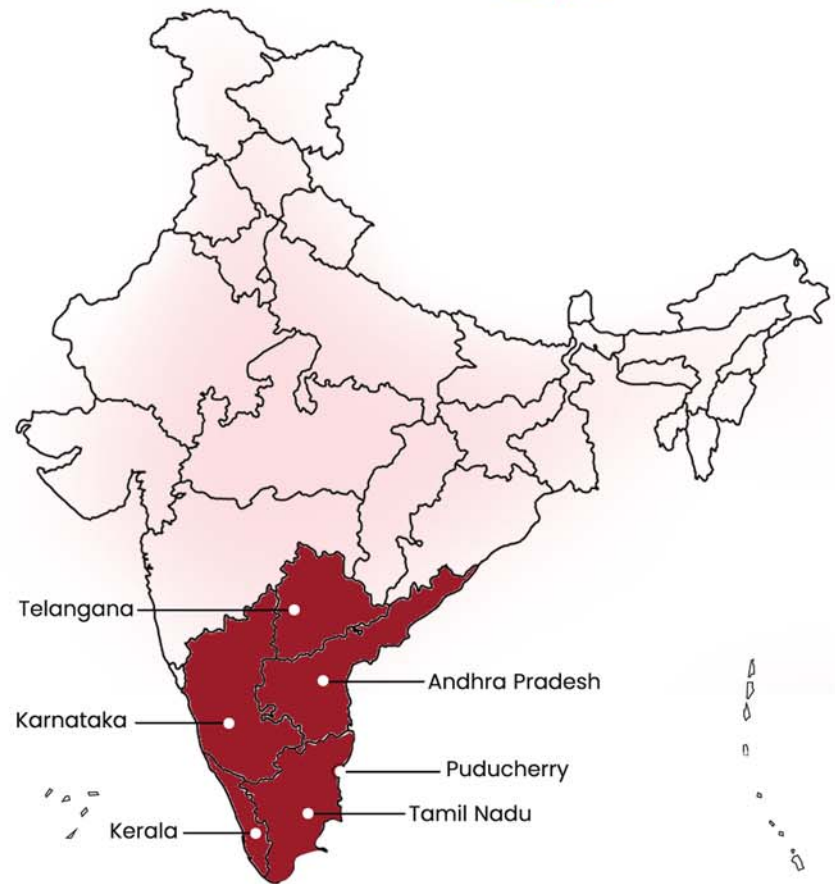 Telangana
Andhra Pradesh
Karnataka
Puducherry
Tamil Nadu
Kerala